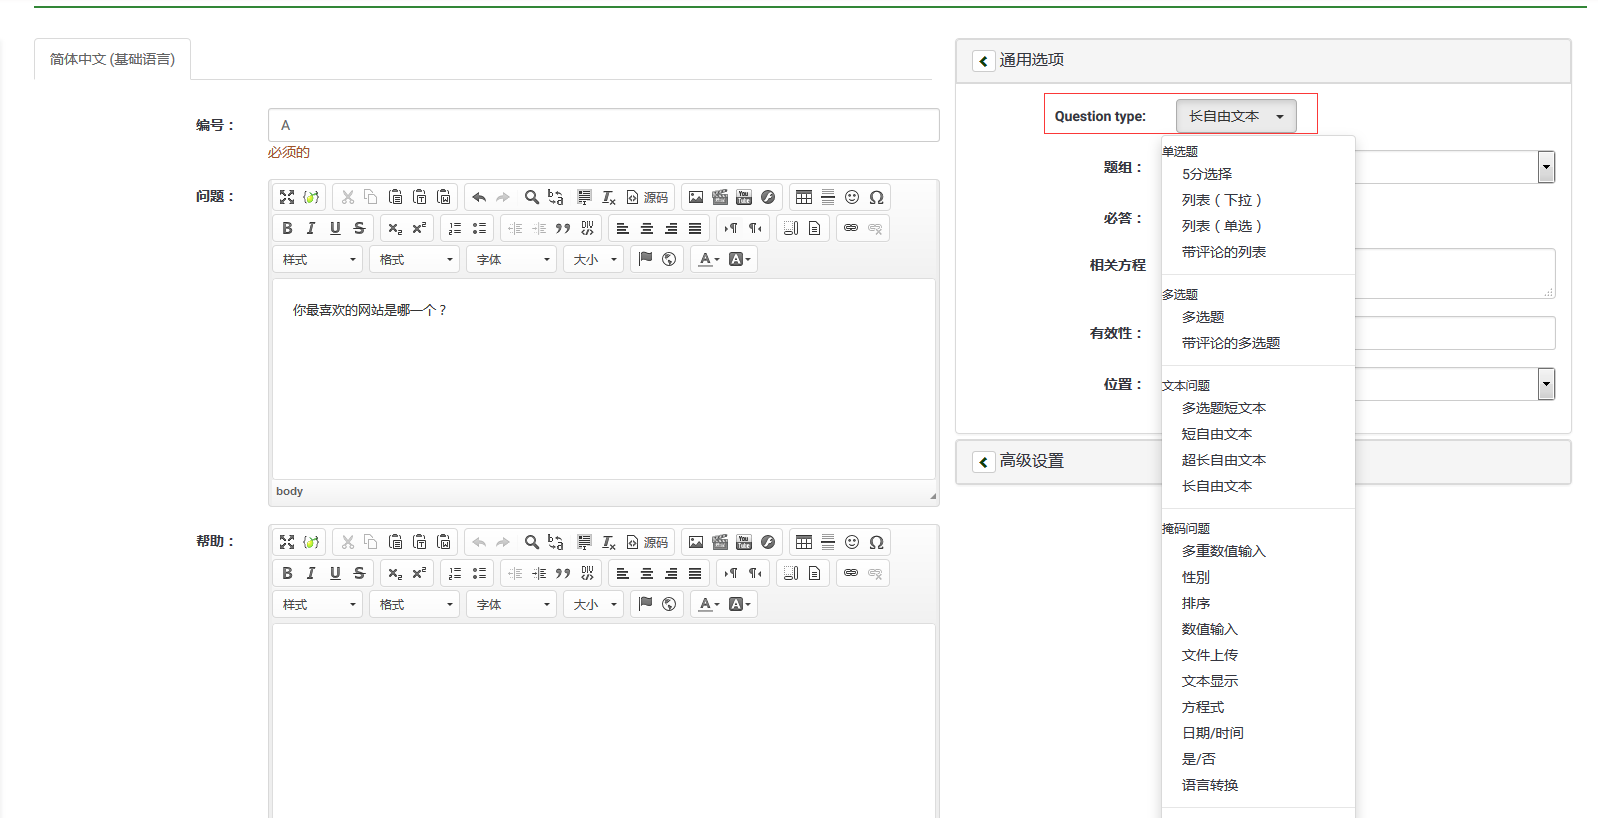 简体中文 (基础语言)
编号：
A
必须的
问题：
源码
样式
格式
字体
大小
你最喜欢的网站是哪一个？
body
帮助：
源码
样式
格式
字体
大小
通用选项
Question type:
长自由文本
题组：
必答：
相关方程
有效性：
位置：
高级设置
单选题
5分选择
列表（下拉）
列表（单选）
带评论的列表
多选题
多选题
带评论的多选题
文本问题
多选题短文本
短自由文本
超长自由文本
长自由文本
掩码问题
多重数值输入
性别
排序
数值输入
文件上传
文本显示
方程式
日期/时间
是/否
语言转换